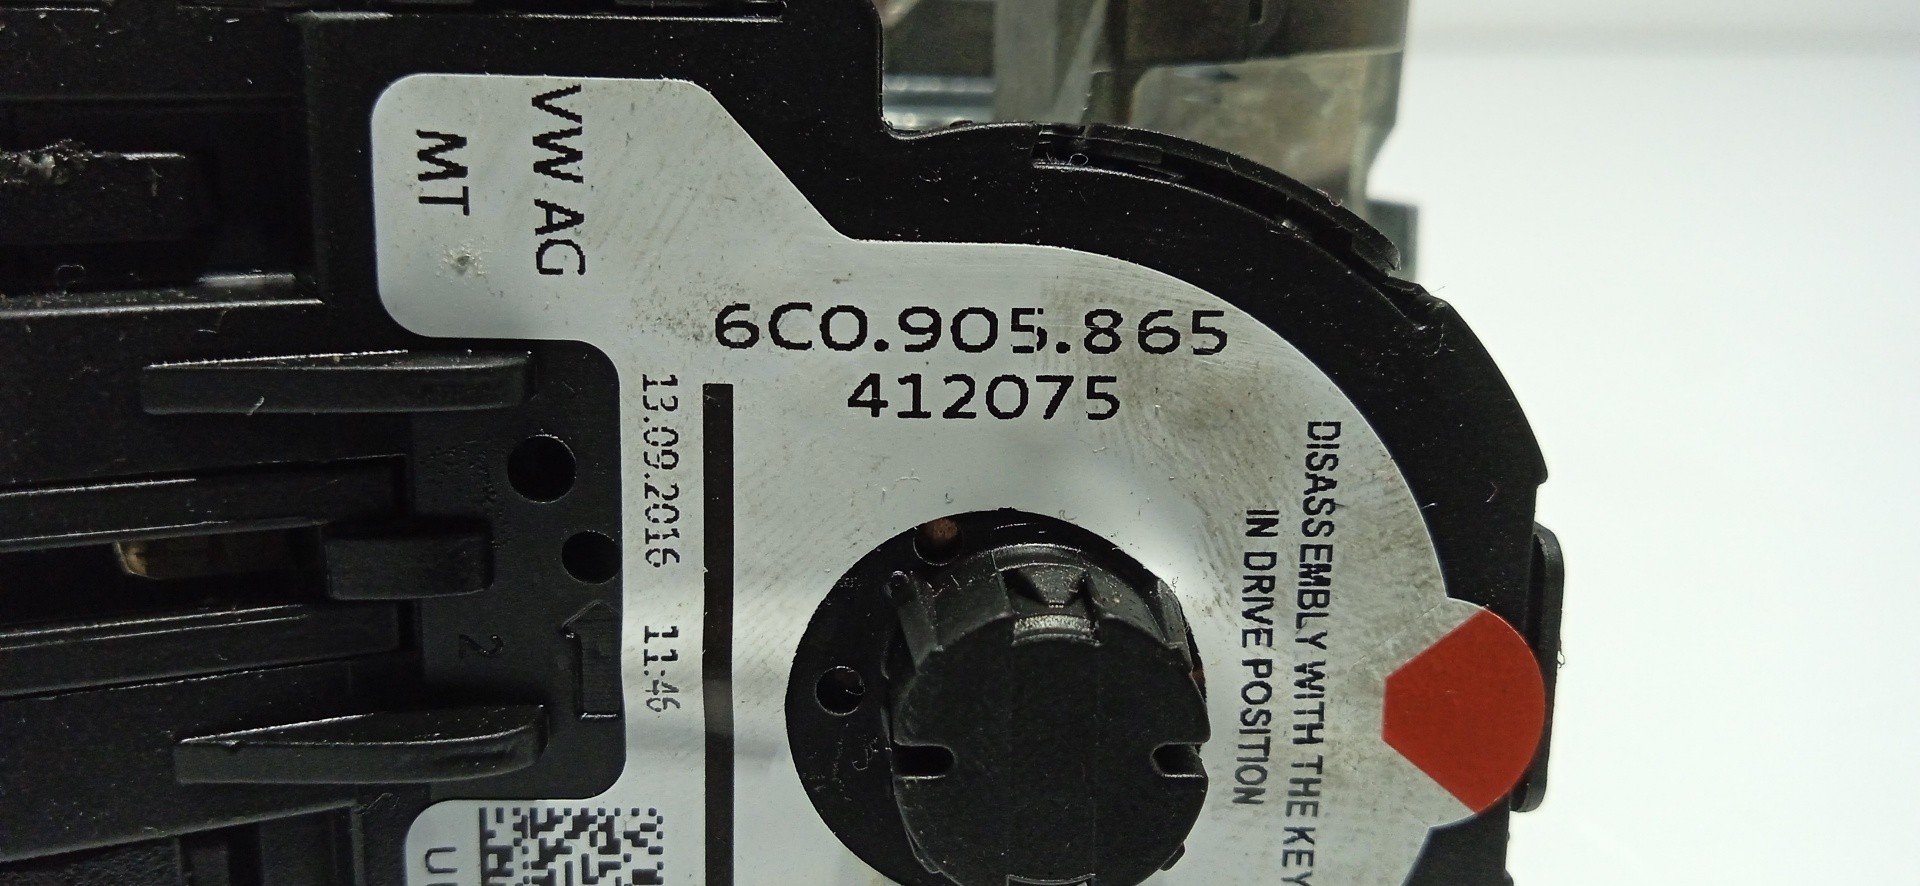 VW AG
MT
6C0.905.865
412075
13.09.2016 11:46
DISASSEMBLY WITH THE KEY
IN DRIVE POSITION
2